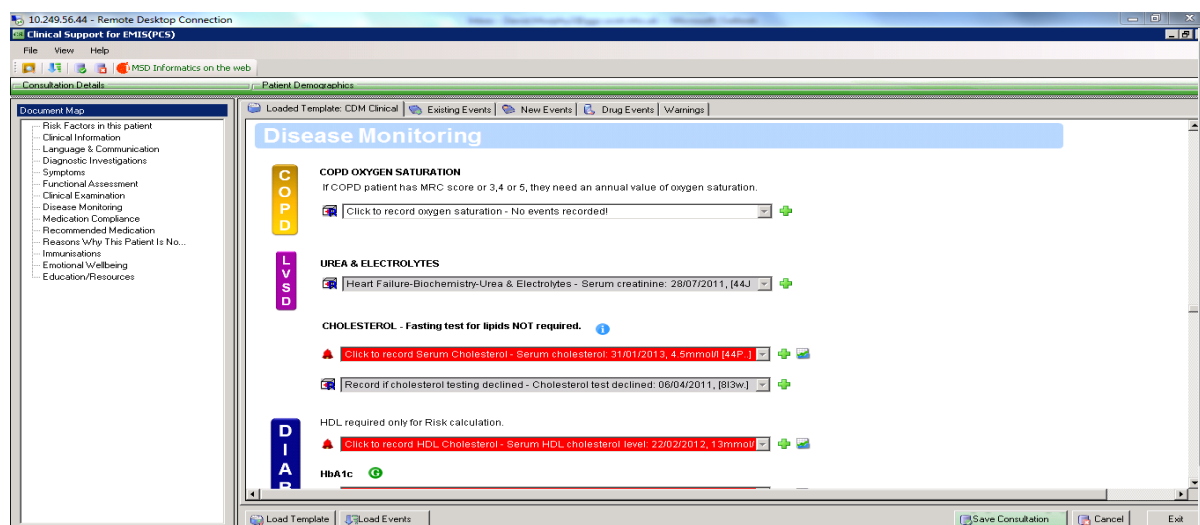 10.249.56.44 - Remote Desktop Connection
Clinical Support for EMIS(PCS)
File View Help
MSD Informatics on the web
Consultation Details Patient Demographics
Document Map
Risk Factors in this patient
Clinical Information
Language & Communication
Diagnostic Investigations
Symptoms
Functional Assessment
Clinical Examination
Disease Monitoring
Medication Compliance
Recommended Medication
Reasons Why This Patient Is No...
Immunisations
Emotional Wellbeing
Education/Resources
Loaded Template: CDM Clinical Existing Events New Events Drug Events Warnings
Disease Monitoring
COPD
COPD OXYGEN SATURATION
If COPD patient has MRC score or 3,4 or 5, they need an annual value of oxygen saturation.
Click to record oxygen saturation - No events recorded!
LVSD
UREA & ELECTROLYTES
Heart Failure-Biochemistry-Urea & Electrolytes - Serum creatinine: 28/07/2011, [44J
CHOLESTEROL - Fasting test for lipids NOT required.
Click to record Serum Cholesterol - Serum cholesterol: 31/01/2013, 4.5mmol/l [44P..]
Record if cholesterol testing declined - Cholesterol test declined: 06/04/2011, [8I3w.]
DIAB
HDL required only for Risk calculation.
Click to record HDL Cholesterol - Serum HDL cholesterol level: 22/02/2012, 13mmol/
HbA1c G
Load Template Load Events Save Consultation Cancel Exit